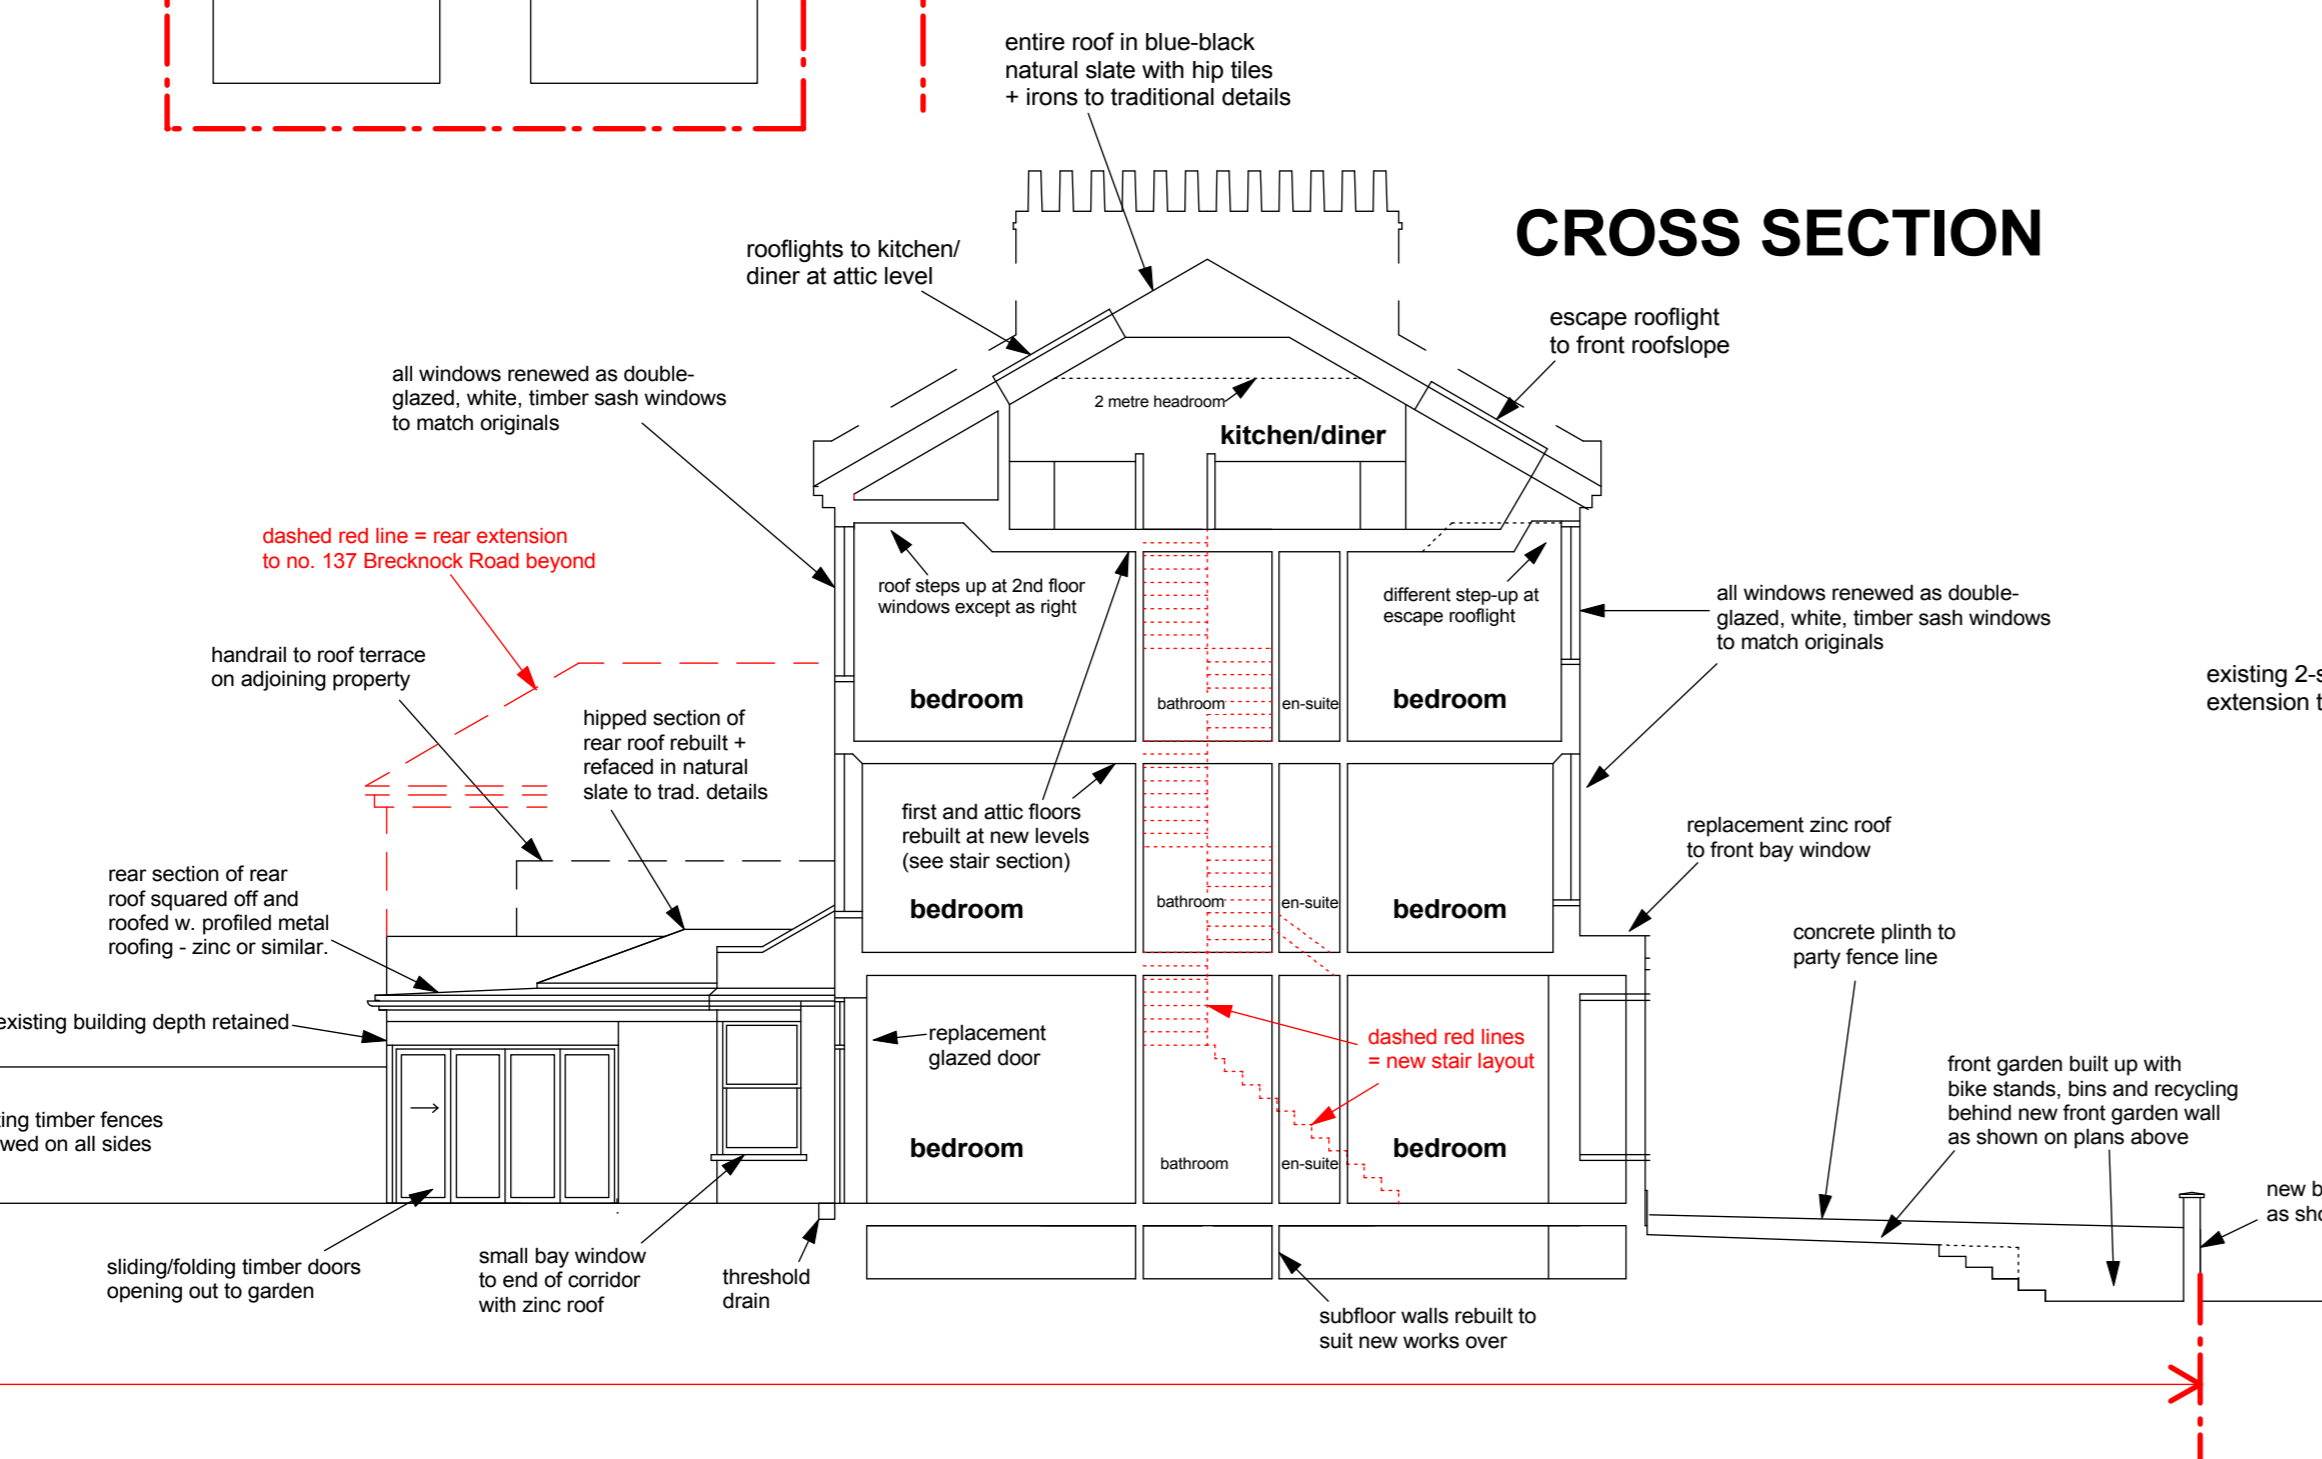 entire roof in blue-black
natural slate with hip tiles
+ irons to traditional details
CROSS SECTION
rooflights to kitchen/
diner at attic level
escape rooflight
to front roofslope
all windows renewed as double-
glazed, white, timber sash windows
to match originals
2 metre headroom
kitchen/diner
dashed red line = rear extension
to no. 137 Brecknock Road beyond
roof steps up at 2nd floor
windows except as right
different step-up at
escape rooflight
all windows renewed as double-
glazed, white, timber sash windows
to match originals
handrail to roof terrace
on adjoining property
existing 2-s
extension t
bedroom
bathroom
en-suite
bedroom
hipped section of
rear roof rebuilt +
refaced in natural
slate to trad. details
first and attic floors
rebuilt at new levels
(see stair section)
replacement zinc roof
to front bay window
rear section of rear
roof squared off and
roofed w. profiled metal
roofing - zinc or similar.
bedroom
bathroom
en-suite
bedroom
concrete plinth to
party fence line
existing building depth retained
replacement
glazed door
dashed red lines
= new stair layout
front garden built up with
bike stands, bins and recycling
behind new front garden wall
as shown on plans above
ting timber fences
wed on all sides
bedroom
bathroom
en-suite
bedroom
new b
as sho
sliding/folding timber doors
opening out to garden
small bay window
to end of corridor
with zinc roof
threshold
drain
subfloor walls rebuilt to
suit new works over